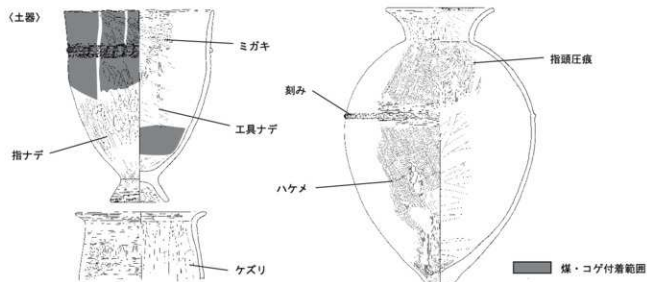 〈土器〉
ミガキ
工具ナデ
指ナデ
ケズリ
指頭圧痕
刻み
ハケメ
煤・コゲ付着範囲